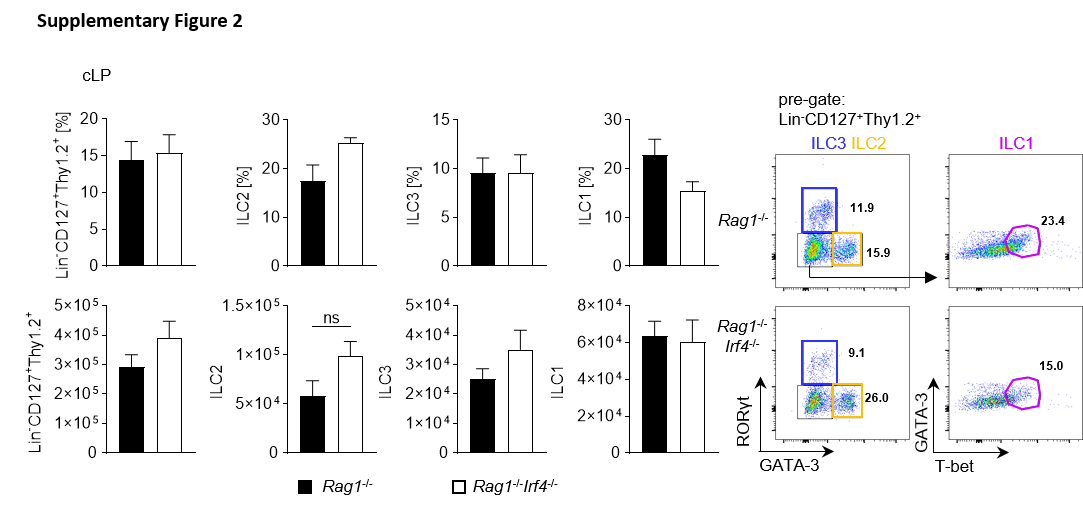 Supplementary Figure 2
cLP
Lin⁻CD127⁺Thy1.2⁺ [%]
20
15
10
5
0
ILC2 [%]
30
20
10
0
ILC3 [%]
15
10
5
0
ILC1 [%]
30
20
10
0
pre-gate:
Lin⁻CD127⁺Thy1.2⁺
ILC3 ILC2
ILC1
Rag1⁻/⁻
11.9
15.9
23.4
Lin⁻CD127⁺Thy1.2⁺
5×10⁵
4×10⁵
3×10⁵
2×10⁵
1×10⁵
0
ILC2
1.5×10⁵
1×10⁵
5×10⁴
0
ns
ILC3
5×10⁴
4×10⁴
3×10⁴
2×10⁴
1×10⁴
0
ILC1
8×10⁴
6×10⁴
4×10⁴
2×10⁴
0
Rag1⁻/⁻
Irf4⁻/⁻
9.1
26.0
15.0
RORγt
GATA-3
GATA-3
T-bet
Rag1⁻/⁻
Rag1⁻/⁻Irf4⁻/⁻